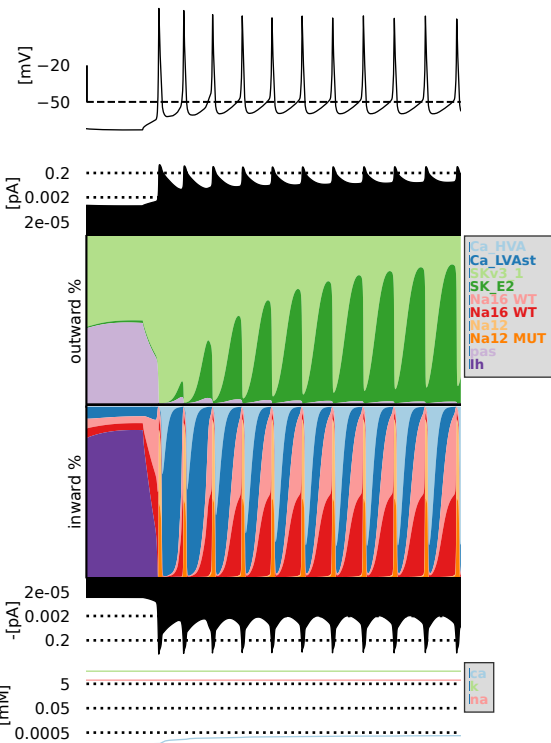 [mV]
−20
−50
[pA]
0.2
0.002
2e-05
outward %
Ca_HVA
Ca_LVAst
SKv3_1
SK_E2
Na16 WT
Na16 WT
Na12
Na12 MUT
pas
Ih
inward %
-[pA]
2e-05
0.002
0.2
[mM]
5
0.05
0.0005
ca
k
na